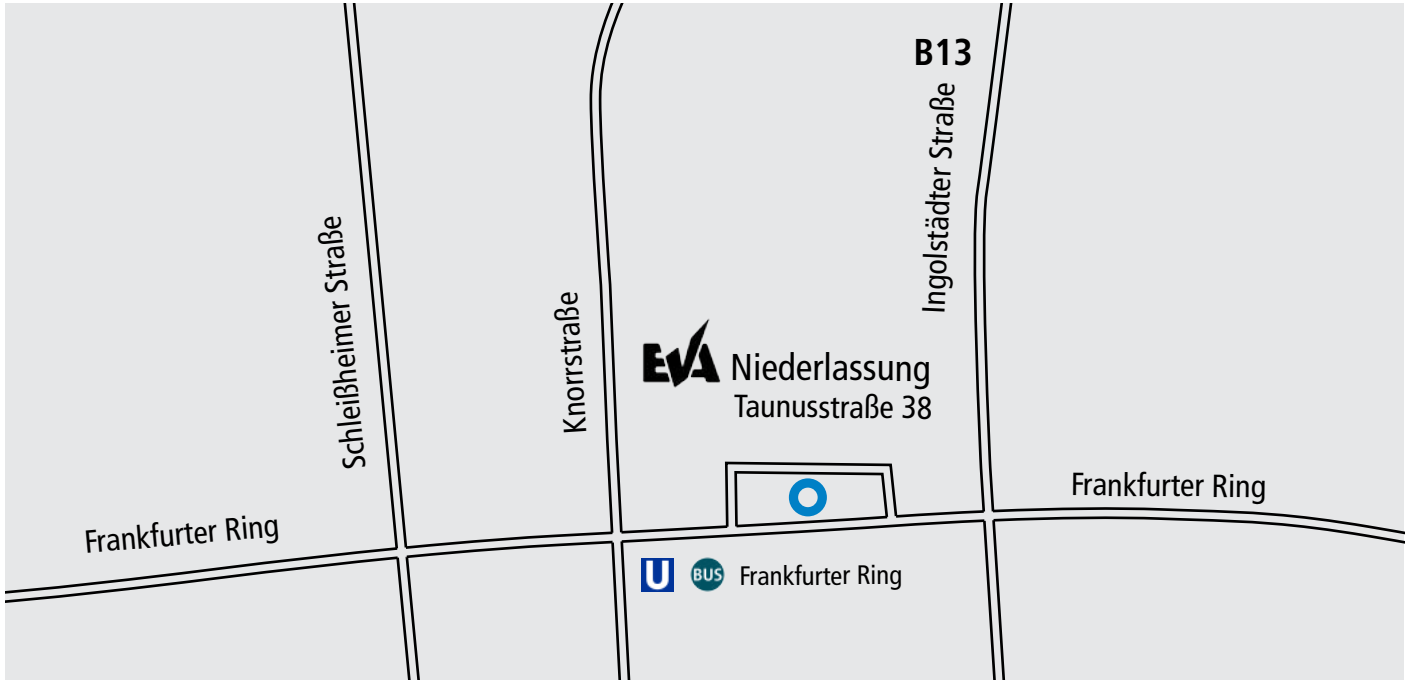 B13
Ingolstädter Straße
Schleißheimer Straße
Knorrstraße
EVA Niederlassung
Taunusstraße 38
Frankfurter Ring
Frankfurter Ring
U BUS Frankfurter Ring